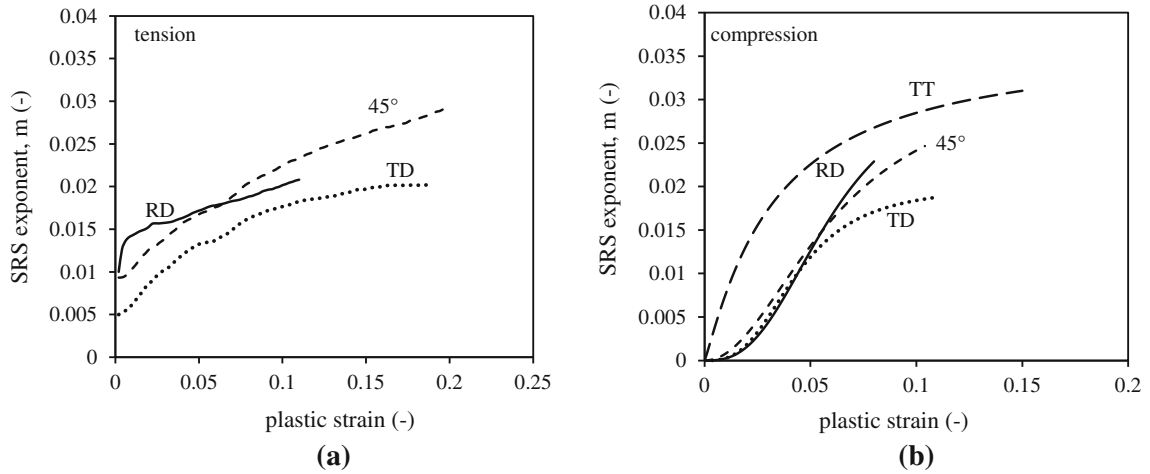 tension
SRS exponent, m (-)
0.04
0.035
0.03
0.025
0.02
0.015
0.01
0.005
0
45°
TD
RD
0 0.05 0.1 0.15 0.2 0.25
plastic strain (-)
(a)
compression
SRS exponent, m (-)
0.04
0.035
0.03
0.025
0.02
0.015
0.01
0.005
0
TT
45°
RD
TD
0 0.05 0.1 0.15 0.2
plastic strain (-)
(b)